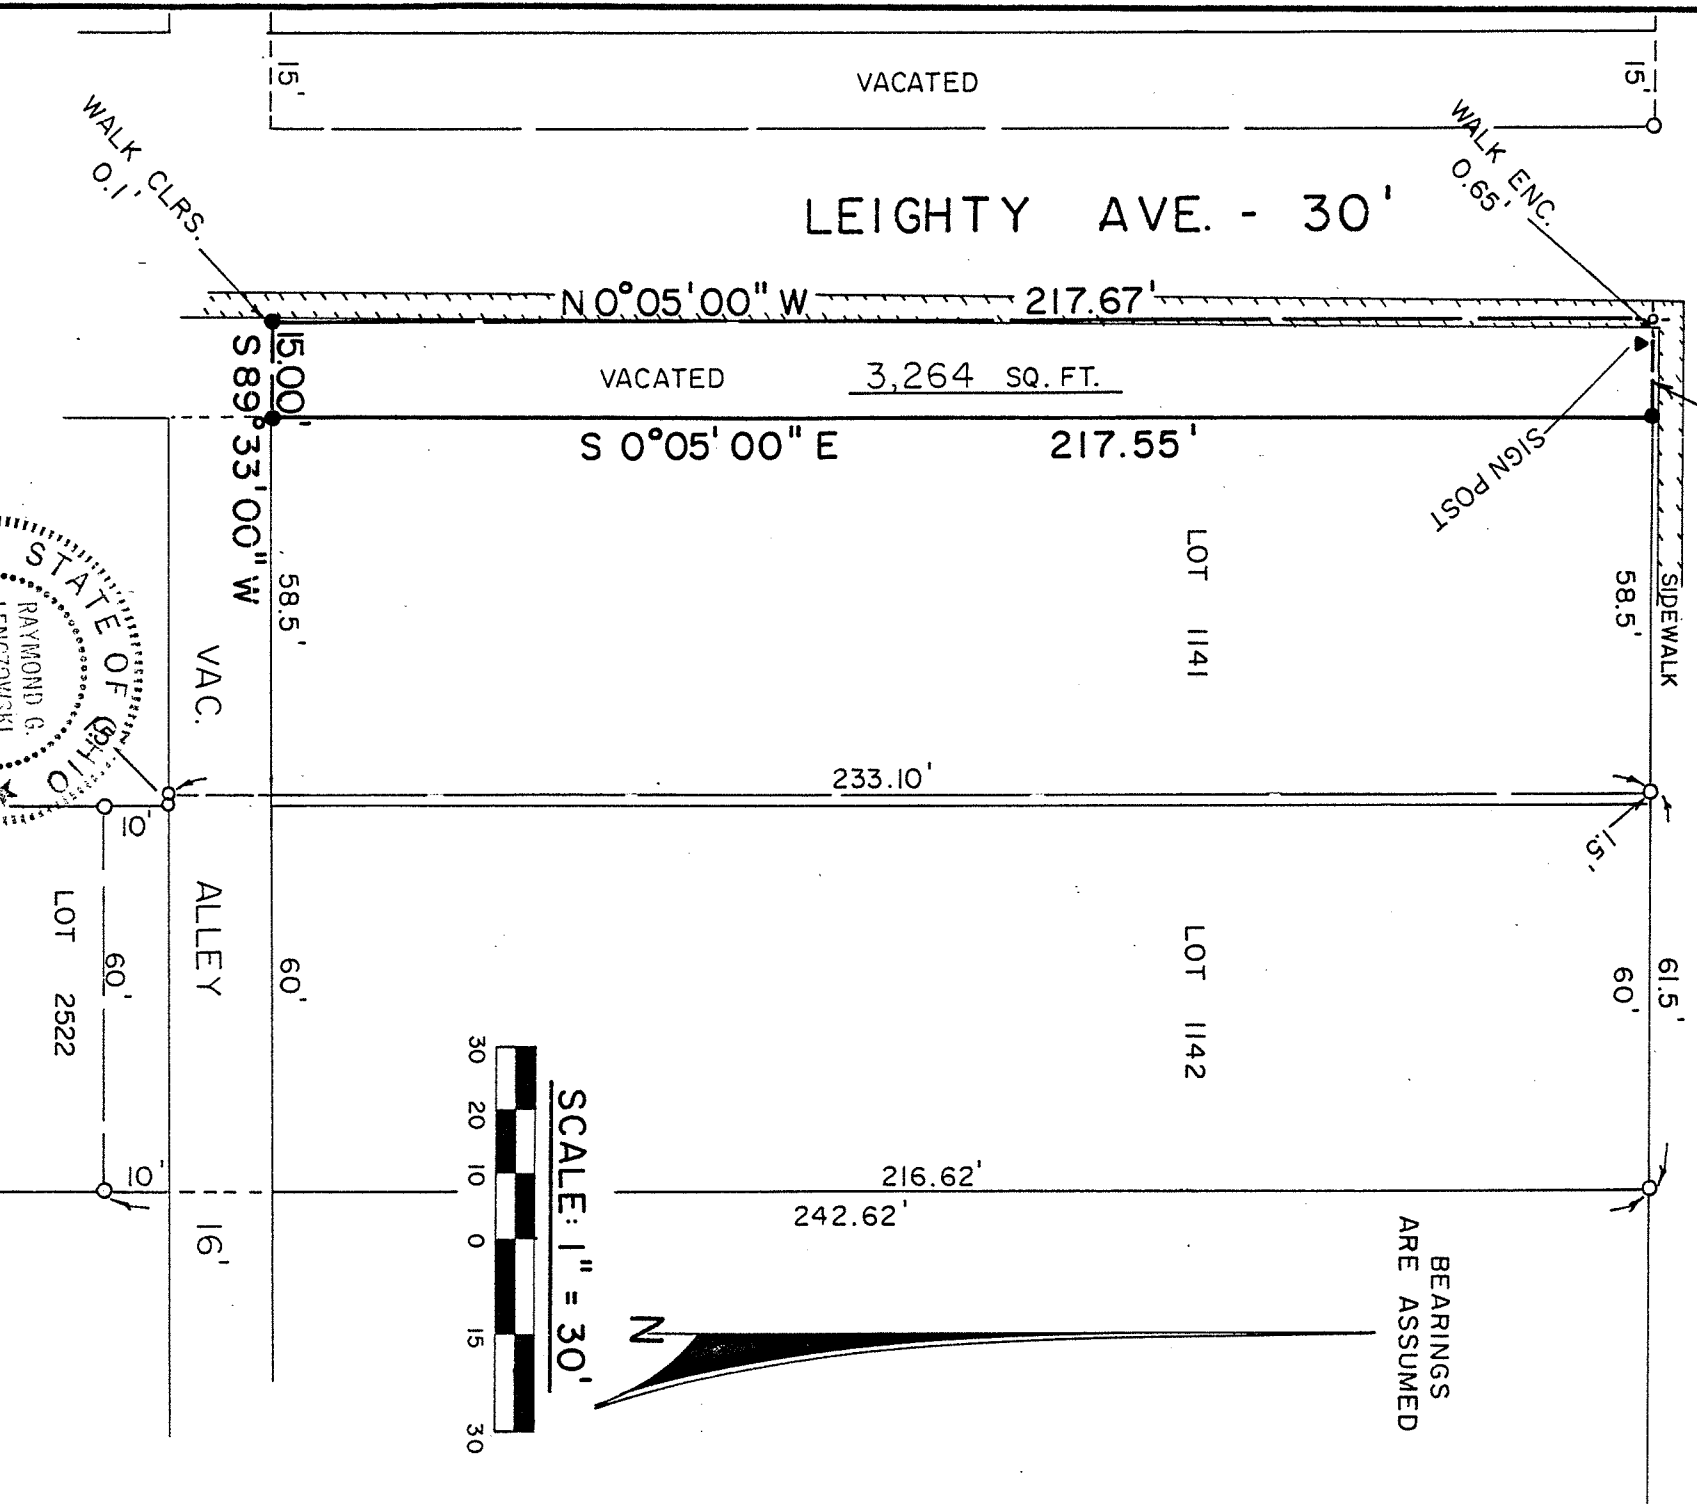 15'
VACATED
15'
WALK CLRS.
0.1'
WALK ENC.
0.65'
LEIGHTY AVE. - 30'
N 0°05'00" W 217.67'
15.00'
S 89°33'00" W
VACATED 3,264 SQ. FT.
S 0°05'00" E 217.55'
SIGN POST
SIDEWALK
58.5'
58.5'
LOT 1141
STATE OF OHIO
RAYMOND G.
VAC. ALLEY 16'
233.10'
1.5'
10'
LOT 2522
60'
60'
LOT 1142
61.5'
60'
10'
216.62'
242.62'
SCALE: 1" = 30'
30 20 10 0 15 30
N
BEARINGS
ARE ASSUMED